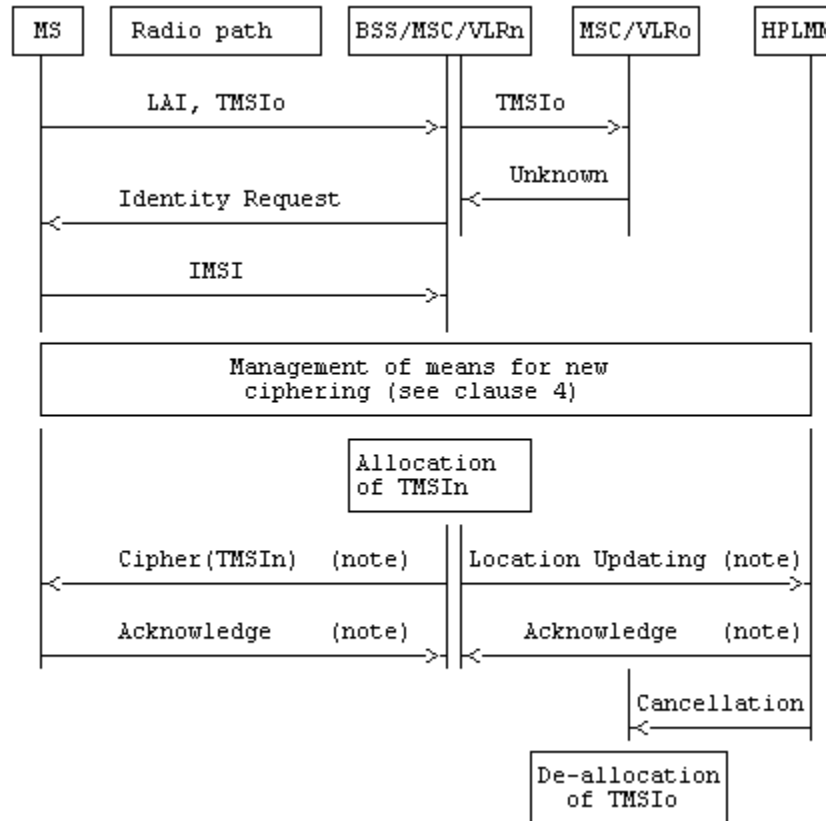 MS
Radio path
BSS/MSC/VLRn
MSC/VLRo
HPLMN
LAI, TMSIo
TMSIo
Unknown
Identity Request
IMSI
Management of means for new
ciphering (see clause 4)
Allocation
of TMSIn
Cipher(TMSIn) (note)
Location Updating (note)
Acknowledge (note)
Acknowledge (note)
Cancellation
De-allocation
of TMSIo